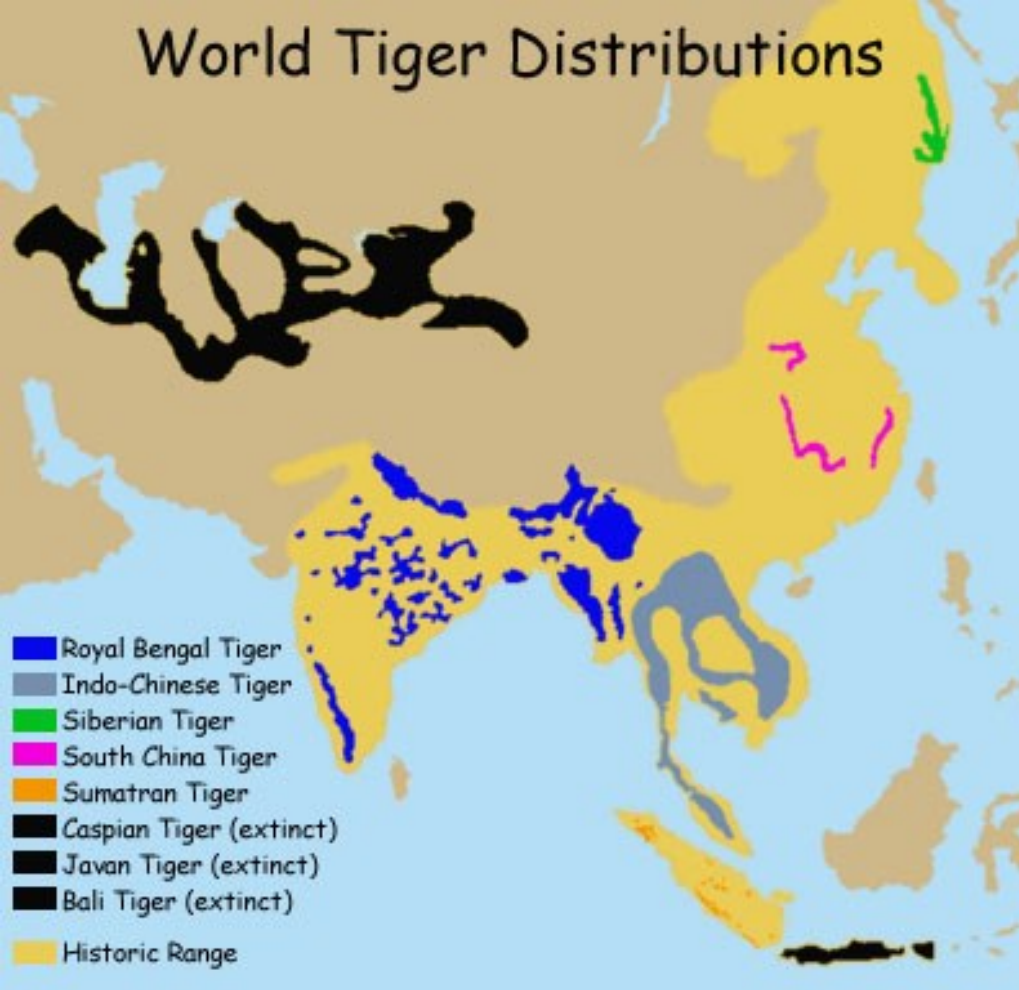 World Tiger Distributions
Royal Bengal Tiger
Indo-Chinese Tiger
Siberian Tiger
South China Tiger
Sumatran Tiger
Caspian Tiger (extinct)
Javan Tiger (extinct)
Bali Tiger (extinct)
Historic Range